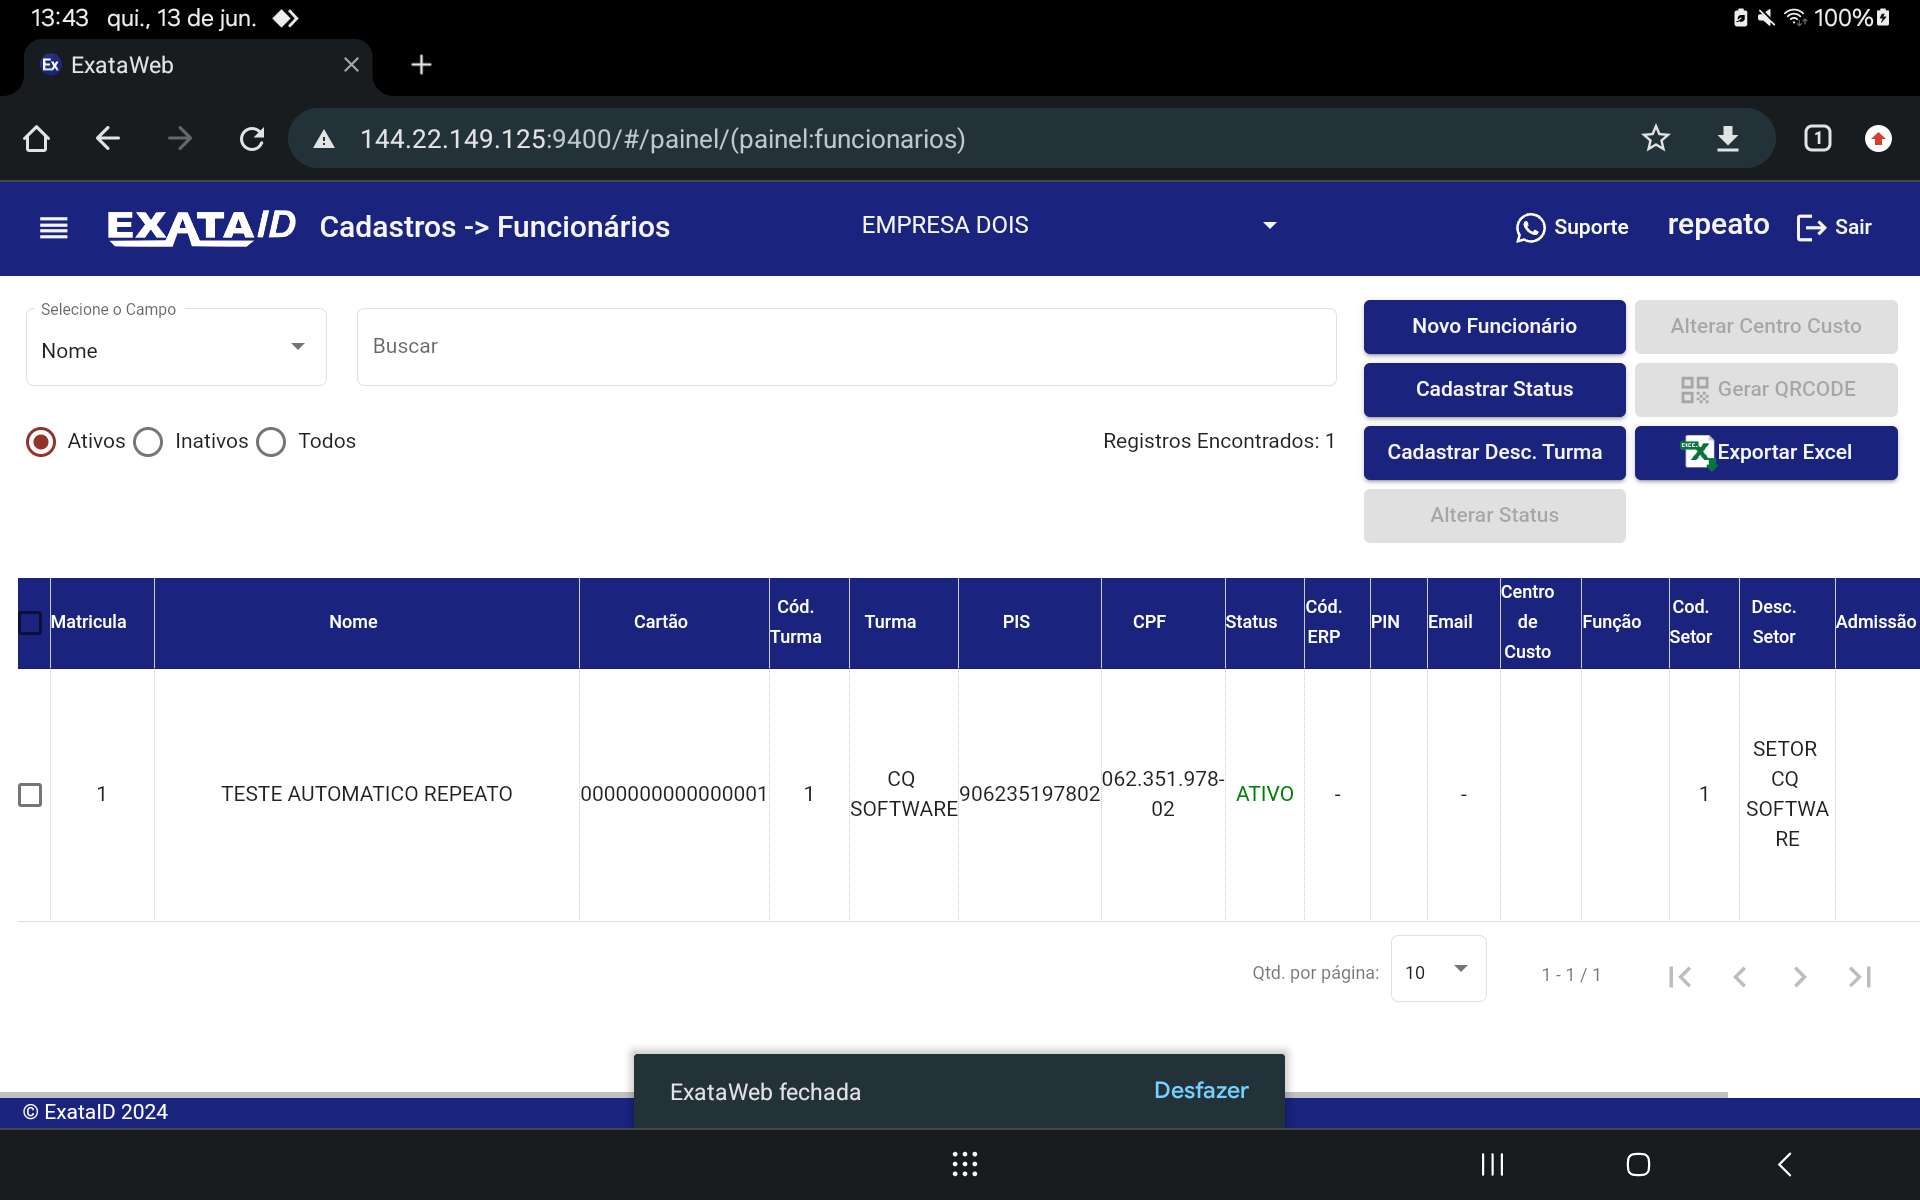 13:43 qui., 13 de jun. 100%
Ex ExataWeb
144.22.149.125:9400/#/painel/(painel:funcionarios) 1
EXATAID Cadastros -> Funcionários EMPRESA DOIS Suporte repeato Sair
Selecione o Campo
Nome
Buscar
Novo Funcionário Alterar Centro Custo
Cadastrar Status Gerar QRCODE
Ativos Inativos Todos Registros Encontrados: 1
Cadastrar Desc. Turma Exportar Excel
Alterar Status
Matricula Nome Cartão Cód. Turma Turma PIS CPF Status Cód. ERP PIN Email Centro de Custo Função Cod. Setor Desc. Setor Admissão
1 TESTE AUTOMATICO REPEATO 0000000000000001 1 CQ SOFTWARE 906235197802 062.351.978-02 ATIVO - - 1 SETOR CQ SOFTWARE
Qtd. por página: 10 1 - 1 / 1
ExataWeb fechada Desfazer
© ExataID 2024